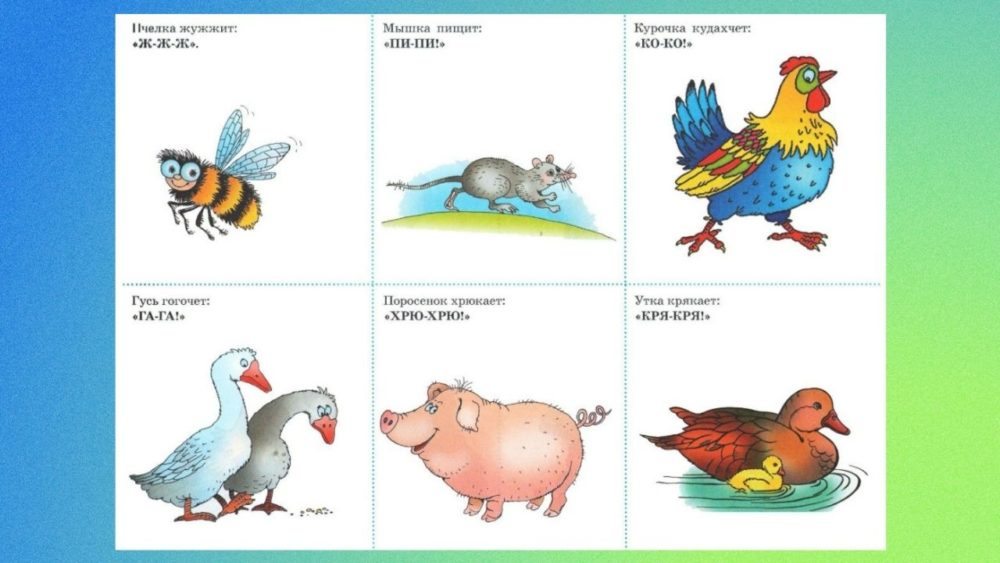 Пчелка жужжит:
«Ж-Ж-Ж».
Мышка пищит:
«ПИ-ПИ!»
Курочка кудахчет:
«КО-КО!»
Гусь гогочет:
«ГА-ГА!»
Поросенок хрюкает:
«ХРЮ-ХРЮ!»
Утка крякает:
«КРЯ-КРЯ!»